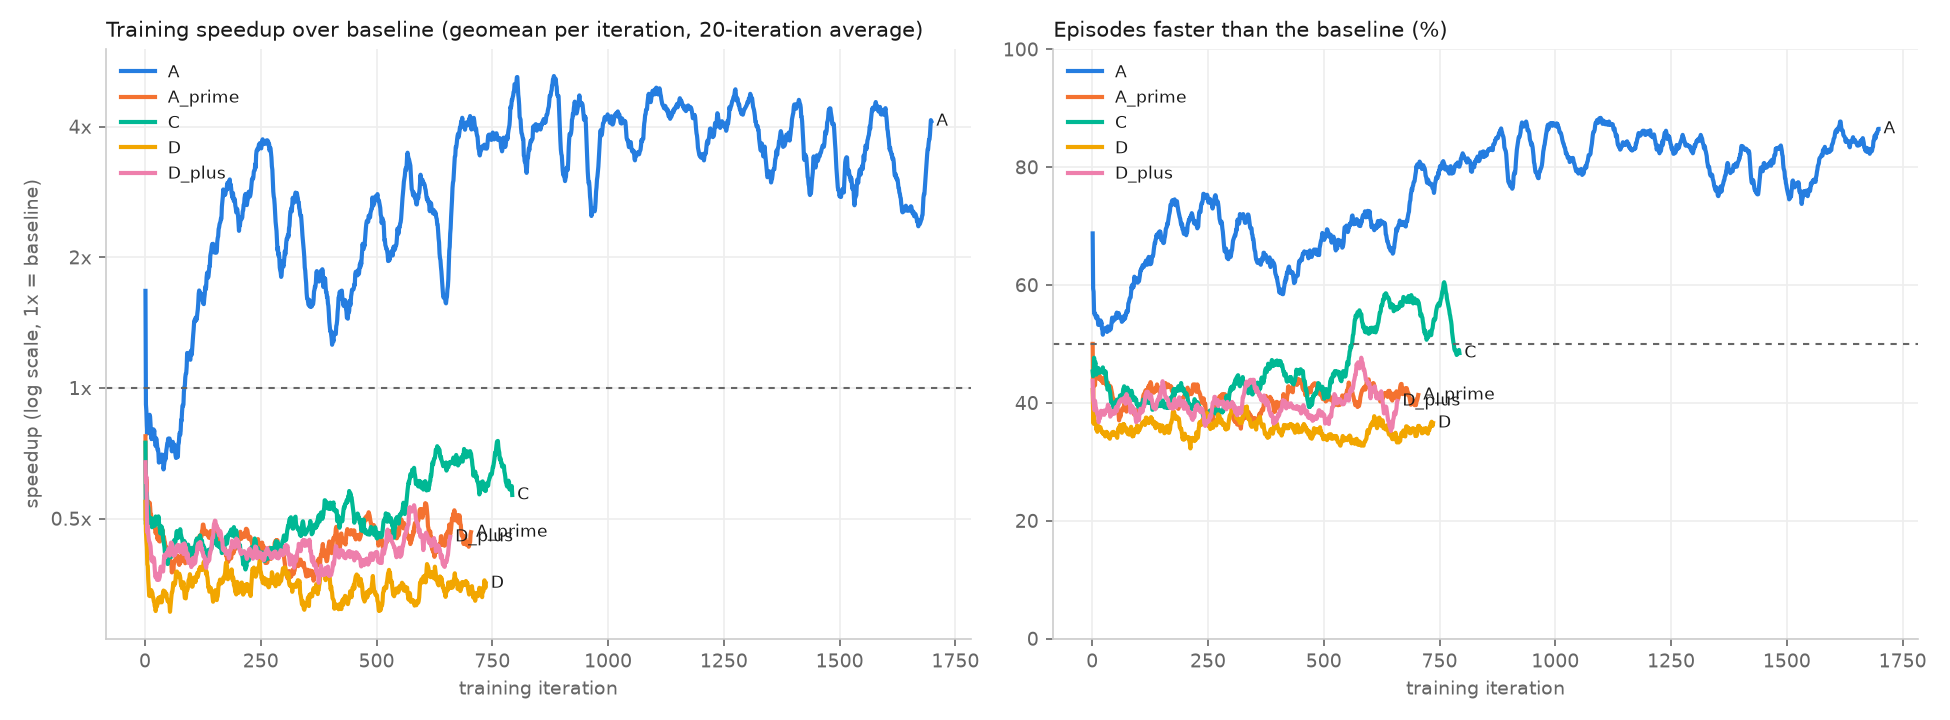 Training speedup over baseline (geomean per iteration, 20-iteration average)
A
A_prime
C
D
D_plus
4x
2x
1x
0.5x
speedup (log scale, 1x = baseline)
A
C
A_prime
D_plus
D
0 250 500 750 1000 1250 1500 1750
training iteration
Episodes faster than the baseline (%)
A
A_prime
C
D
D_plus
100
80
60
40
20
0
A
C
A_prime
D_plus
D
0 250 500 750 1000 1250 1500 1750
training iteration